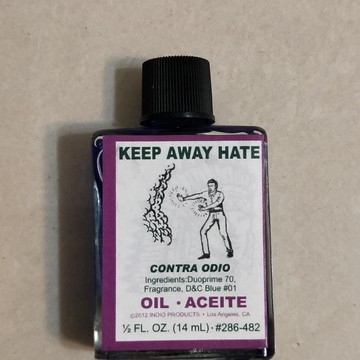 KEEP AWAY HATE
CONTRA ODIO
Ingredients:Duoprime 70,
Fragrance, D&C Blue #01
OIL · ACEITE
©2012 INDIO PRODUCTS • Los Angeles, CA
½ FL. OZ. (14 mL) · #286-482